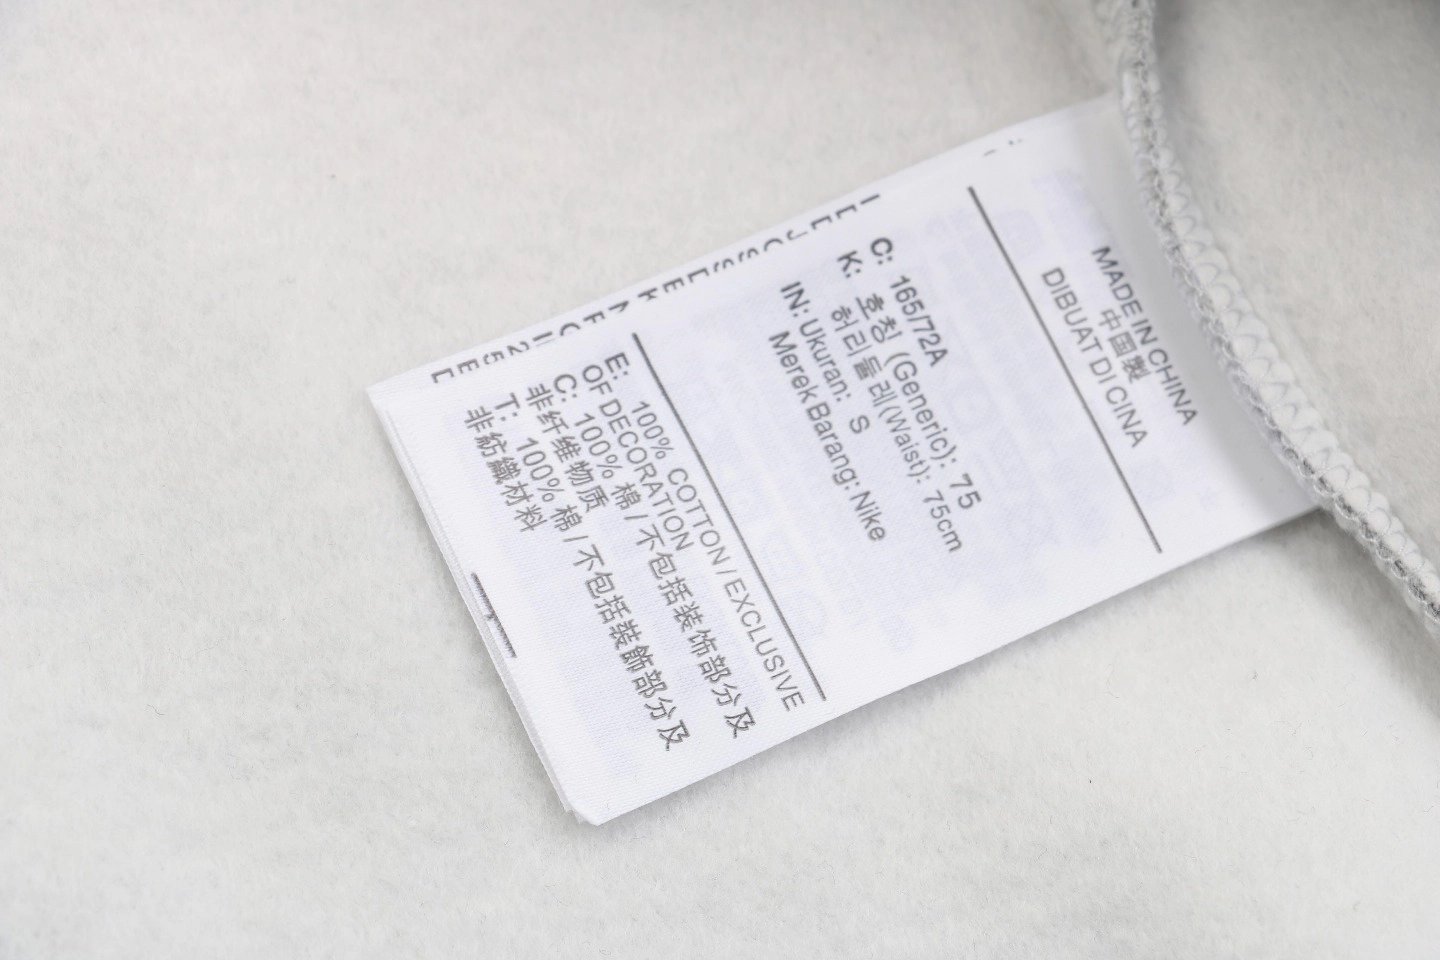 MADE IN CHINA
中国製
DIBUAT DI CINA
C: 165/72A
K: 호칭 (Generic): 75
허리둘레(Waist): 75cm
IN: Ukuran: S
Merek Barang: Nike
E: 100% COTTON / EXCLUSIVE
OF DECORATION
C: 100% 棉 / 不包括装饰部分及
非纤维物质
T: 100% 棉 / 不包括裝飾部分及
非紡織材料